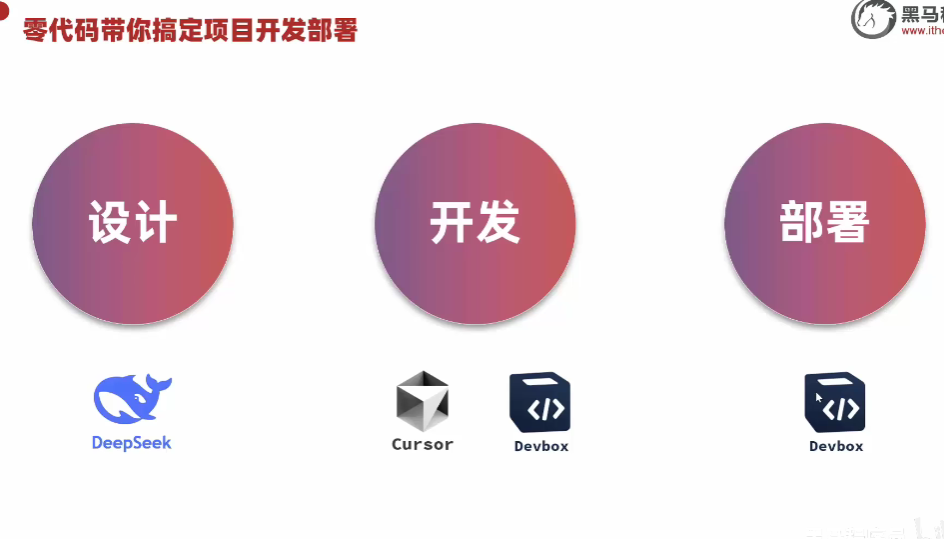 零代码带你搞定项目开发部署
黑马
www.ithe
设计
开发
部署
DeepSeek
Cursor
Devbox
Devbox